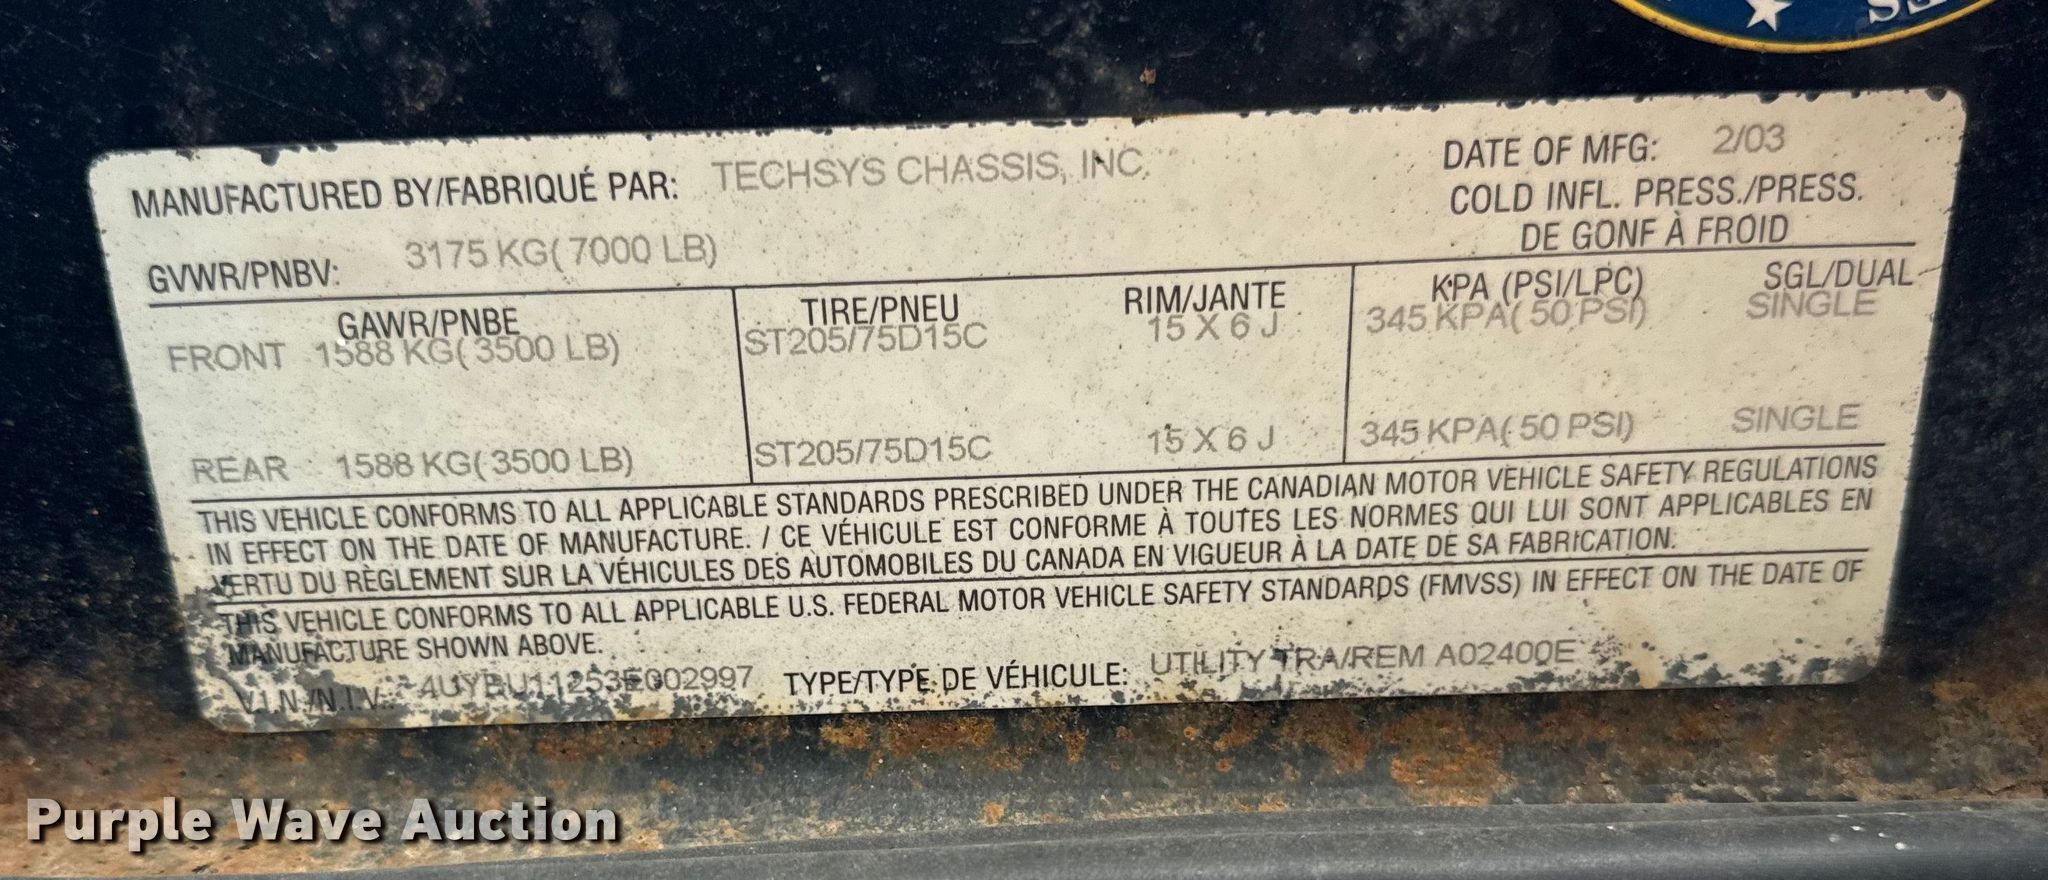 MANUFACTURED BY/FABRIQUÉ PAR: TECHSYS CHASSIS, INC. DATE OF MFG: 2/03
GVWR/PNBV: 3175 KG( 7000 LB) COLD INFL. PRESS./PRESS.
DE GONF À FROID
GAWR/PNBE TIRE/PNEU RIM/JANTE KPA (PSI/LPC) SGL/DUAL
FRONT 1588 KG( 3500 LB) ST205/75D15C 15 X 6 J 345 KPA( 50 PSI) SINGLE
REAR 1588 KG( 3500 LB) ST205/75D15C 15 X 6 J 345 KPA( 50 PSI) SINGLE
THIS VEHICLE CONFORMS TO ALL APPLICABLE STANDARDS PRESCRIBED UNDER THE CANADIAN MOTOR VEHICLE SAFETY REGULATIONS
IN EFFECT ON THE DATE OF MANUFACTURE. / CE VÉHICULE EST CONFORME À TOUTES LES NORMES QUI LUI SONT APPLICABLES EN
VERTU DU RÈGLEMENT SUR LA VÉHICULES DES AUTOMOBILES DU CANADA EN VIGUEUR À LA DATE DE SA FABRICATION.
THIS VEHICLE CONFORMS TO ALL APPLICABLE U.S. FEDERAL MOTOR VEHICLE SAFETY STANDARDS (FMVSS) IN EFFECT ON THE DATE OF
MANUFACTURE SHOWN ABOVE.
V.I.N./N.I.V.: 4UYBU11253E002997 TYPE/TYPE DE VÉHICULE: UTILITY TRA/REM A02400E
Purple Wave Auction